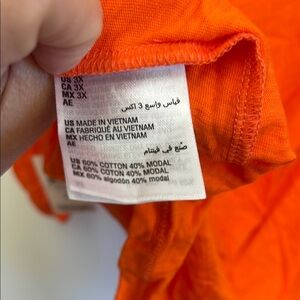 US 3X
CA 3X
MX 3X
AE
قياس واسع 3 اكس
US MADE IN VIETNAM
CA FABRIQUÉ AU VIETNAM
MX HECHO EN VIETNAM
AE
صنع في فيتنام
US 60% COTTON 40% MODAL
CA 60% COTON 40% MODAL
MX 60% algodón 40% modal